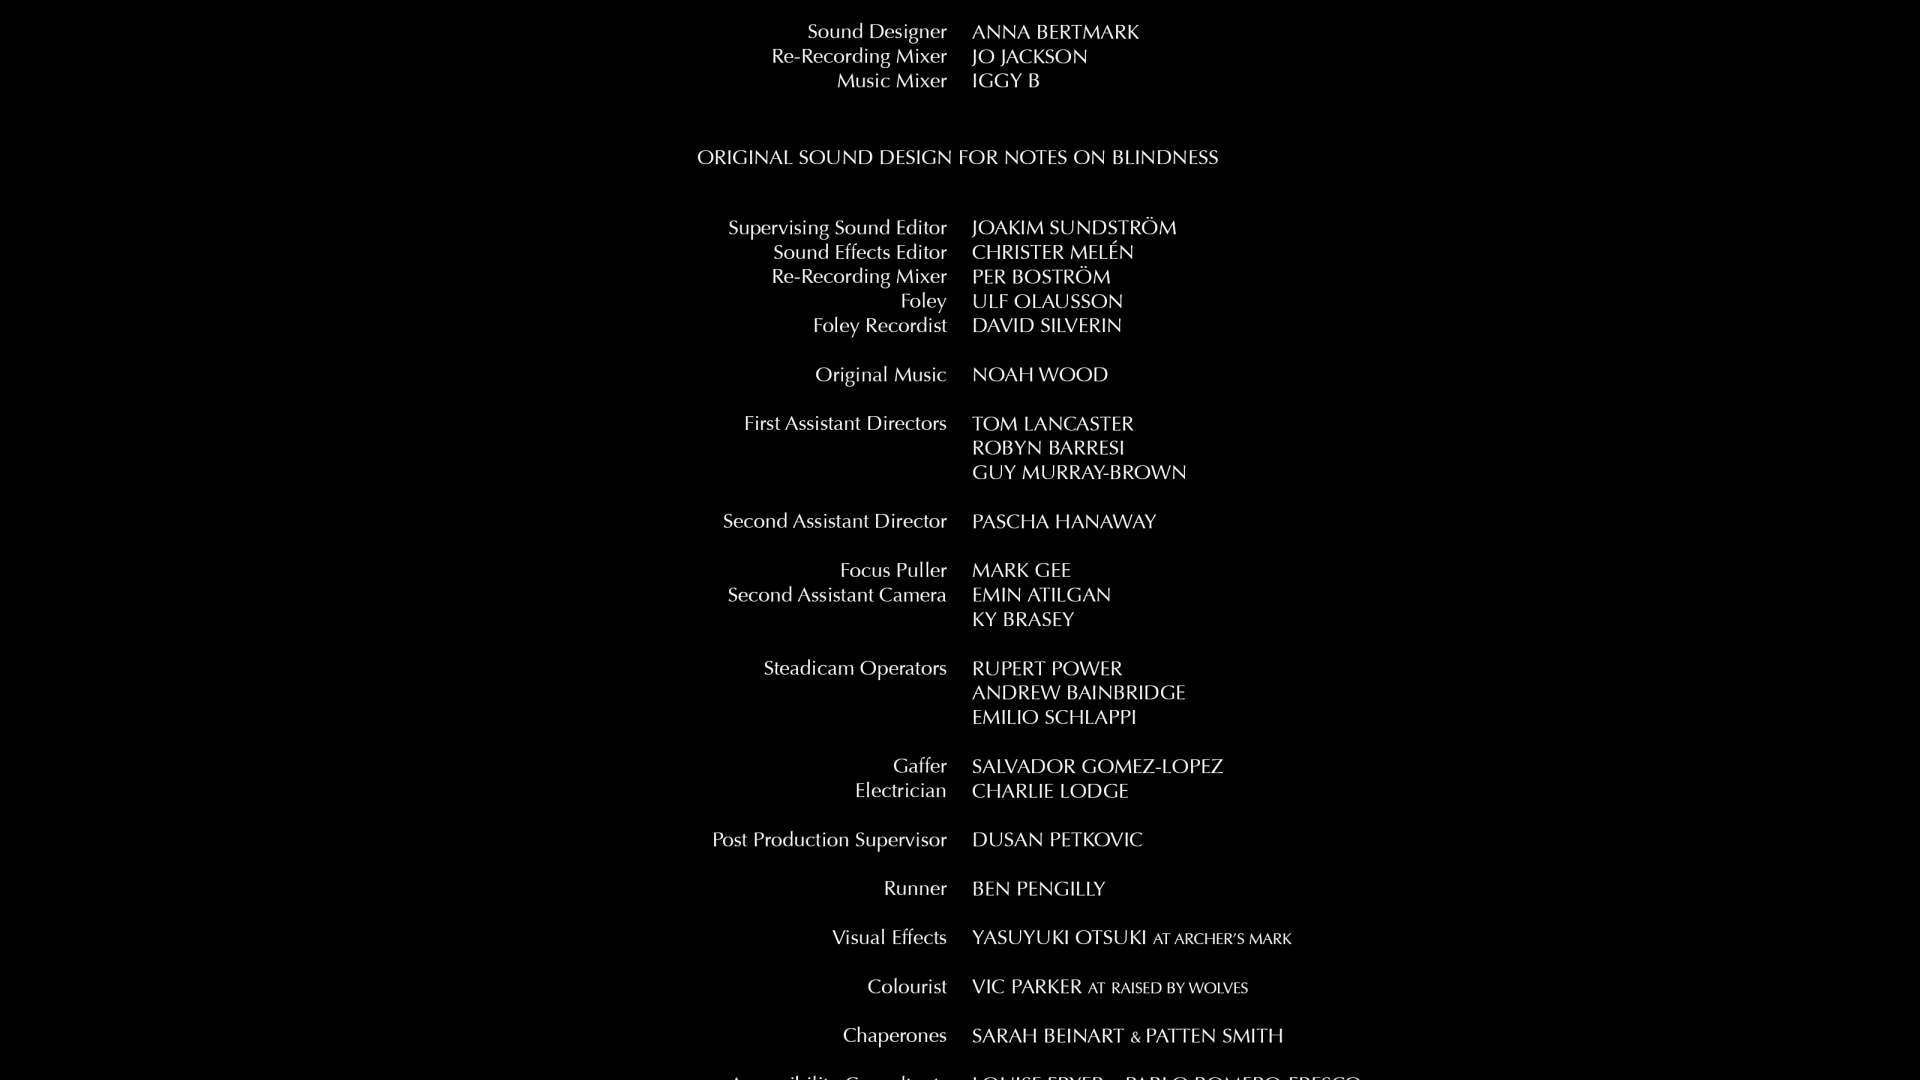 Sound Designer ANNA BERTMARK
Re-Recording Mixer JO JACKSON
Music Mixer IGGY B
ORIGINAL SOUND DESIGN FOR NOTES ON BLINDNESS
Supervising Sound Editor JOAKIM SUNDSTRÖM
Sound Effects Editor CHRISTER MELÉN
Re-Recording Mixer PER BOSTRÖM
Foley ULF OLAUSSON
Foley Recordist DAVID SILVERIN
Original Music NOAH WOOD
First Assistant Directors TOM LANCASTER
ROBYN BARRESI
GUY MURRAY-BROWN
Second Assistant Director PASCHA HANAWAY
Focus Puller MARK GEE
Second Assistant Camera EMIN ATILGAN
KY BRASEY
Steadicam Operators RUPERT POWER
ANDREW BAINBRIDGE
EMILIO SCHLAPPI
Gaffer SALVADOR GOMEZ-LOPEZ
Electrician CHARLIE LODGE
Post Production Supervisor DUSAN PETKOVIC
Runner BEN PENGILLY
Visual Effects YASUYUKI OTSUKI AT ARCHER'S MARK
Colourist VIC PARKER AT RAISED BY WOLVES
Chaperones SARAH BEINART & PATTEN SMITH